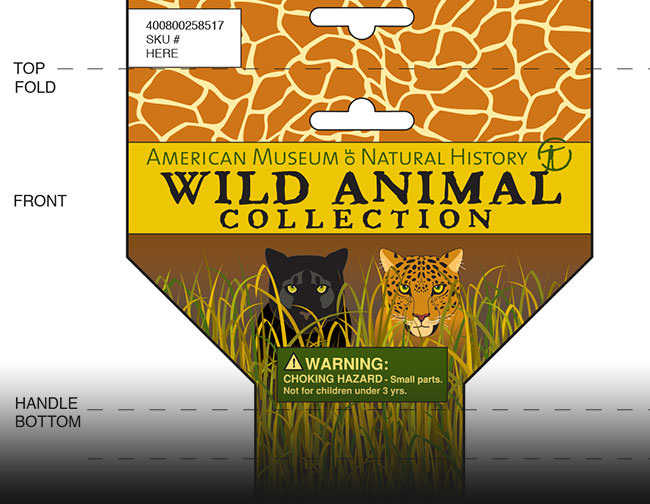 400800258517
SKU #
HERE
TOP
FOLD
AMERICAN MUSEUM OF NATURAL HISTORY
FRONT
WILD ANIMAL
COLLECTION
WARNING:
CHOKING HAZARD - Small parts.
Not for children under 3 yrs.
HANDLE
BOTTOM